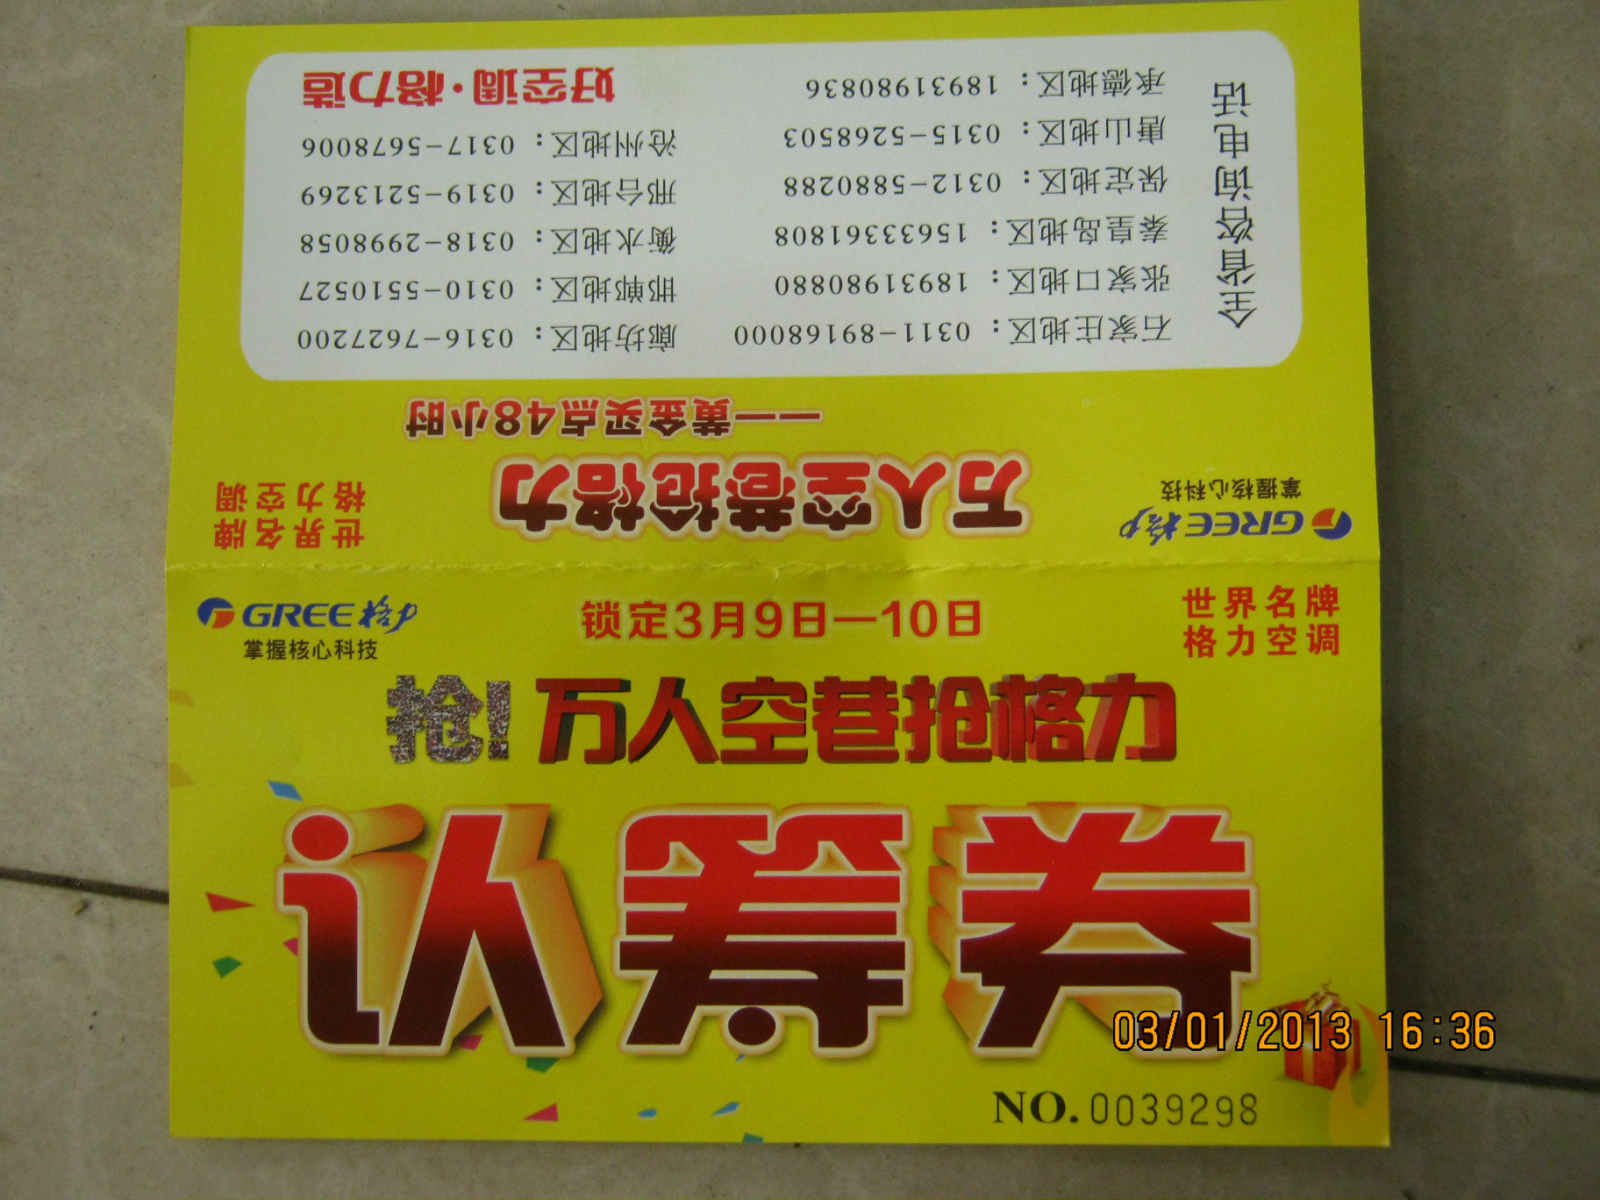 GREE格力
掌握核心科技
锁定3月9日—10日
世界名牌
格力空调
抢!万人空巷抢格力
认筹券
NO.0039298
GREE格力
掌握核心科技
万人空巷抢格力
——黄金买点48小时
世界名牌
格力空调
全省咨询电话
石家庄地区：0311-89168000
张家口地区：18931980880
秦皇岛地区：15633361808
保定地区：0312-5880288
唐山地区：0315-5268503
承德地区：18931980836
廊坊地区：0316-7627200
邯郸地区：0310-5510527
衡水地区：0318-2998058
邢台地区：0319-5213269
沧州地区：0317-5678006
好空调·格力造
03/01/2013 16:36